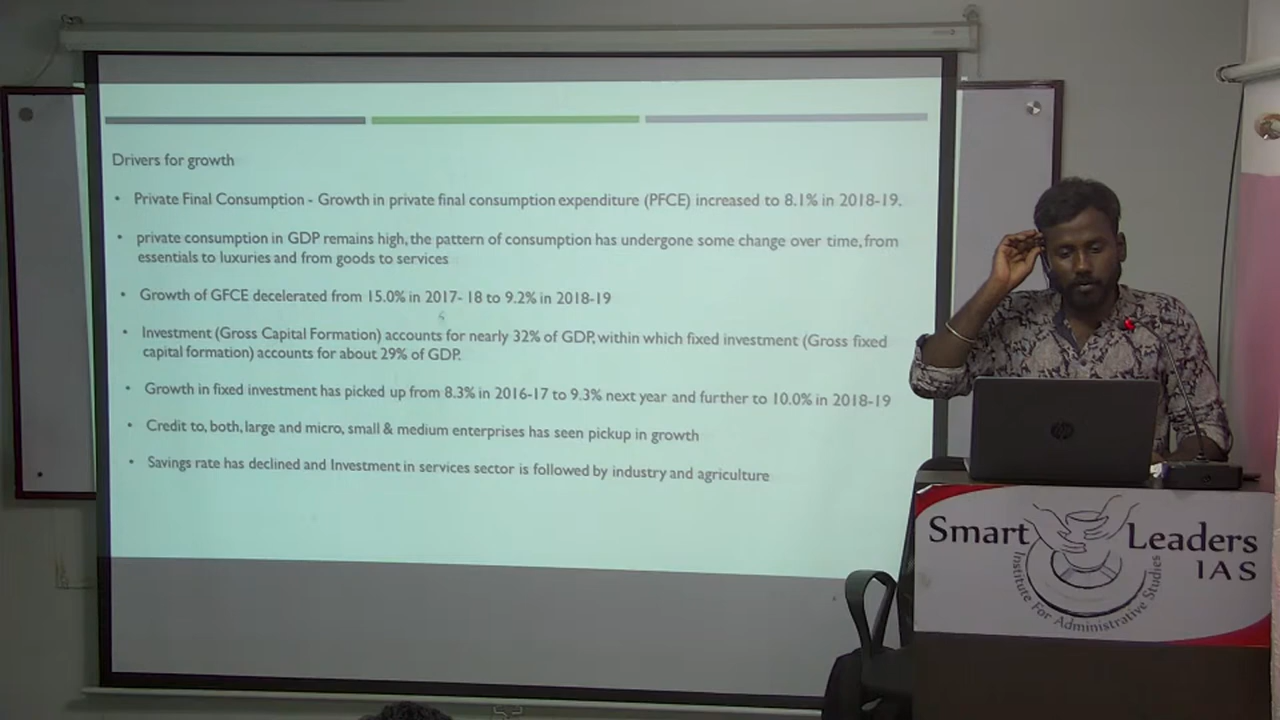 Drivers for growth
• Private Final Consumption - Growth in private final consumption expenditure (PFCE) increased to 8.1% in 2018-19.
• private consumption in GDP remains high, the pattern of consumption has undergone some change over time, from
essentials to luxuries and from goods to services
• Growth of GFCE decelerated from 15.0% in 2017- 18 to 9.2% in 2018-19
• Investment (Gross Capital Formation) accounts for nearly 32% of GDP, within which fixed investment (Gross fixed
capital formation) accounts for about 29% of GDP.
• Growth in fixed investment has picked up from 8.3% in 2016-17 to 9.3% next year and further to 10.0% in 2018-19
• Credit to, both, large and micro, small & medium enterprises has seen pickup in growth
• Savings rate has declined and Investment in services sector is followed by industry and agriculture
hp
Smart Leaders
IAS
Institute For Administrative Studies